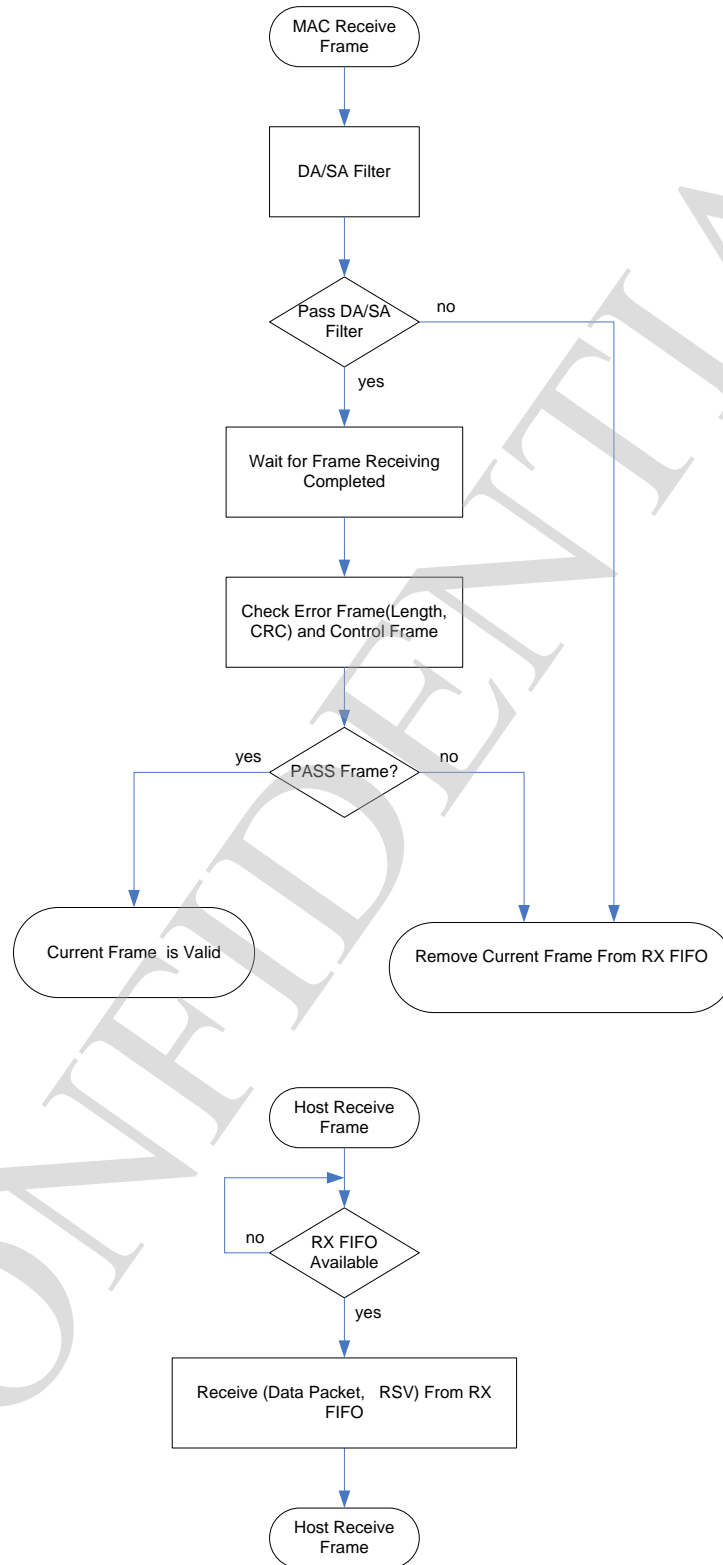 MAC Receive
Frame
DA/SA Filter
Pass DA/SA
Filter
no
yes
Wait for Frame Receiving
Completed
Check Error Frame(Length,
CRC) and Control Frame
yes
PASS Frame?
no
Current Frame is Valid
Remove Current Frame From RX FIFO
Host Receive
Frame
RX FIFO
Available
no
yes
Receive (Data Packet, RSV) From RX
FIFO
Host Receive
Frame
ONFIDENTIA